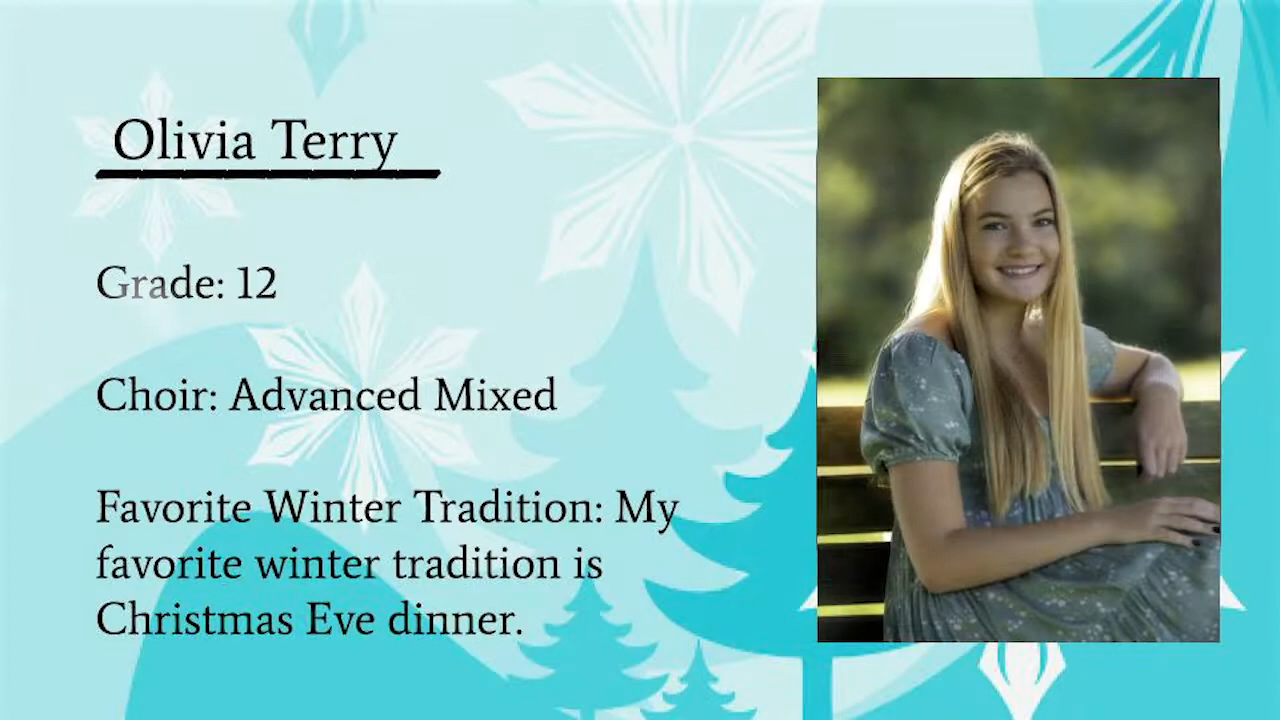 Olivia Terry
Grade: 12
Choir: Advanced Mixed
Favorite Winter Tradition: My
favorite winter tradition is
Christmas Eve dinner.